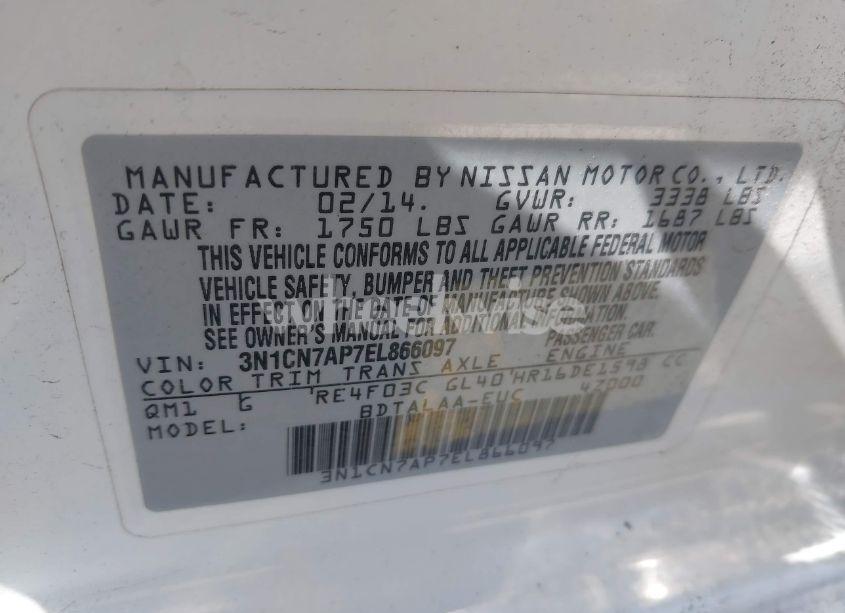 MANUFACTURED BY NISSAN MOTOR CO., LTD.
DATE: 02/14. GVWR: 3338 LBS
GAWR FR: 1750 LBS GAWR RR: 1687 LBS
THIS VEHICLE CONFORMS TO ALL APPLICABLE FEDERAL MOTOR
VEHICLE SAFETY, BUMPER AND THEFT PREVENTION STANDARDS
IN EFFECT ON THE DATE OF MANUFACTURE SHOWN ABOVE.
SEE OWNER'S MANUAL FOR ADDITIONAL INFORMATION.
VIN: 3N1CN7AP7EL866097 PASSENGER CAR.
COLOR TRIM TRANS AXLE ENGINE
QM1 G RE4F03C GL40 HR16DE1598 CC
MODEL: BDTALAA-EUC 47000
3N1CN7AP7EL866097